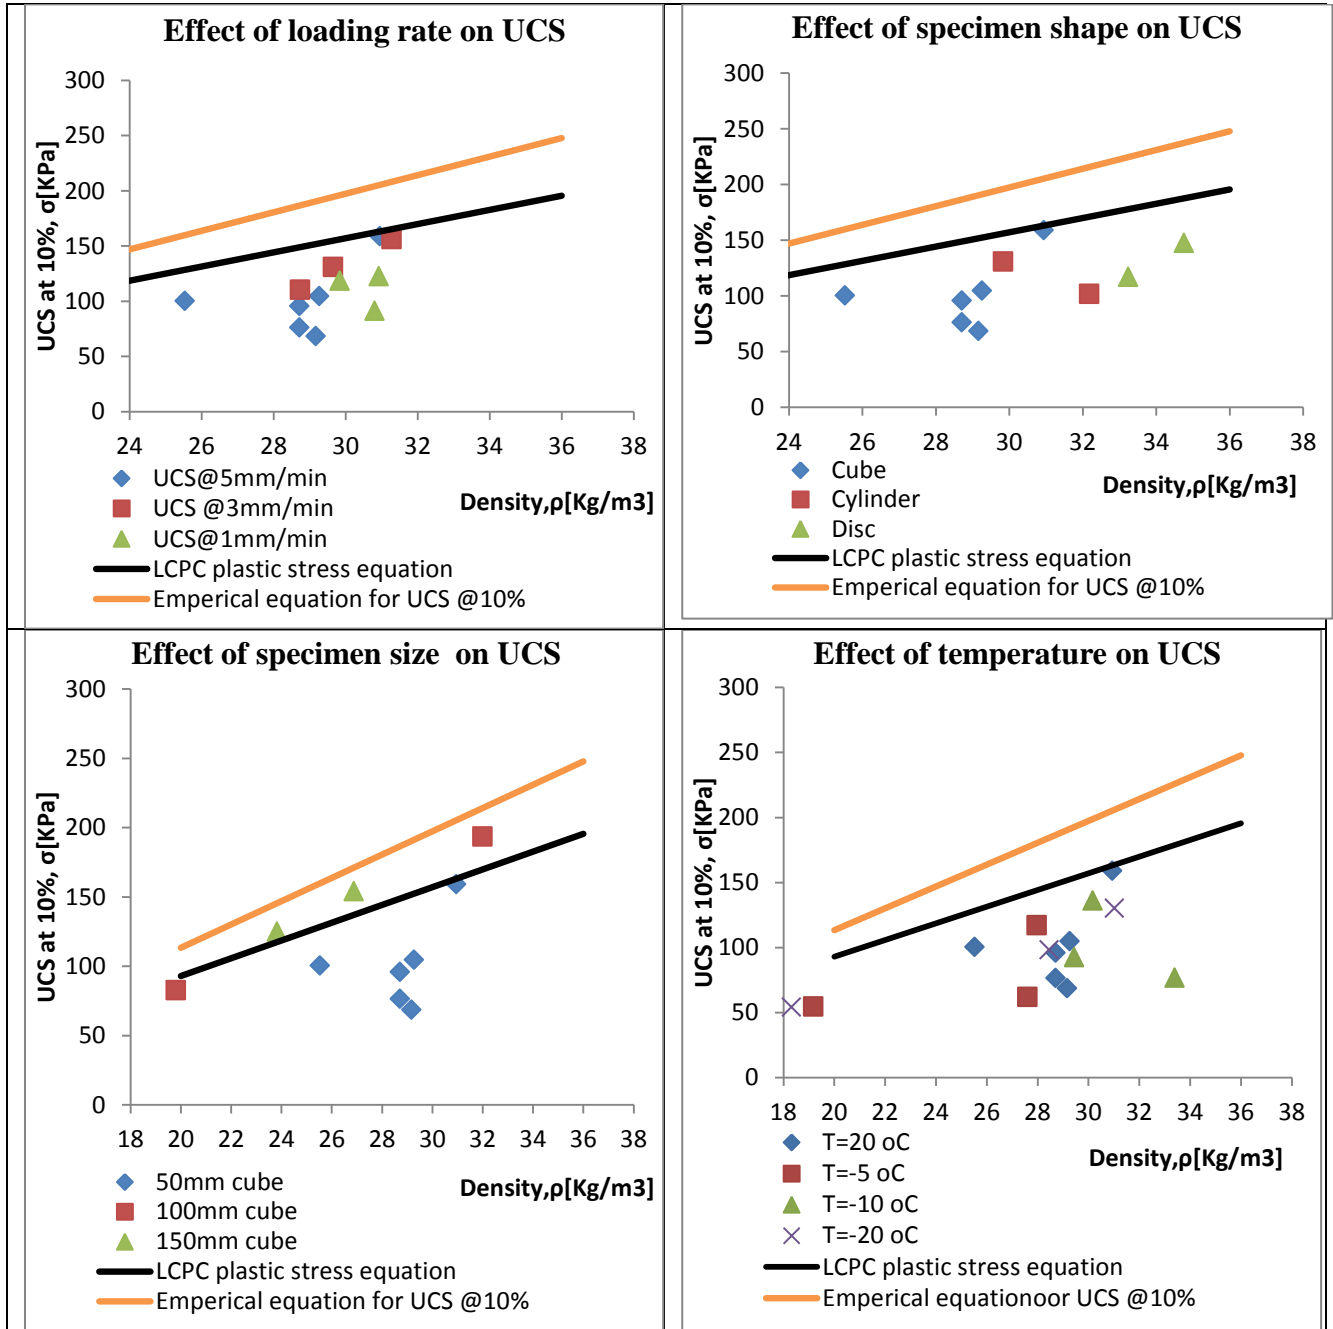 Effect of loading rate on UCS
UCS at 10%, σ[KPa]
300
250
200
150
100
50
0
24 26 28 30 32 34 36 38
Density,ρ[Kg/m3]
UCS@5mm/min
UCS @3mm/min
UCS@1mm/min
LCPC plastic stress equation
Emperical equation for UCS @10%
Effect of specimen shape on UCS
UCS at 10%, σ[KPa]
300
250
200
150
100
50
0
24 26 28 30 32 34 36 38
Density,ρ[Kg/m3]
Cube
Cylinder
Disc
LCPC plastic stress equation
Emperical equation for UCS @10%
Effect of specimen size on UCS
UCS at 10%, σ[KPa]
300
250
200
150
100
50
0
18 20 22 24 26 28 30 32 34 36 38
Density,ρ[Kg/m3]
50mm cube
100mm cube
150mm cube
LCPC plastic stress equation
Emperical equation for UCS @10%
Effect of temperature on UCS
UCS at 10%, σ[KPa]
300
250
200
150
100
50
0
18 20 22 24 26 28 30 32 34 36 38
Density,ρ[Kg/m3]
T=20 oC
T=-5 oC
T=-10 oC
T=-20 oC
LCPC plastic stress equation
Emperical equationoor UCS @10%